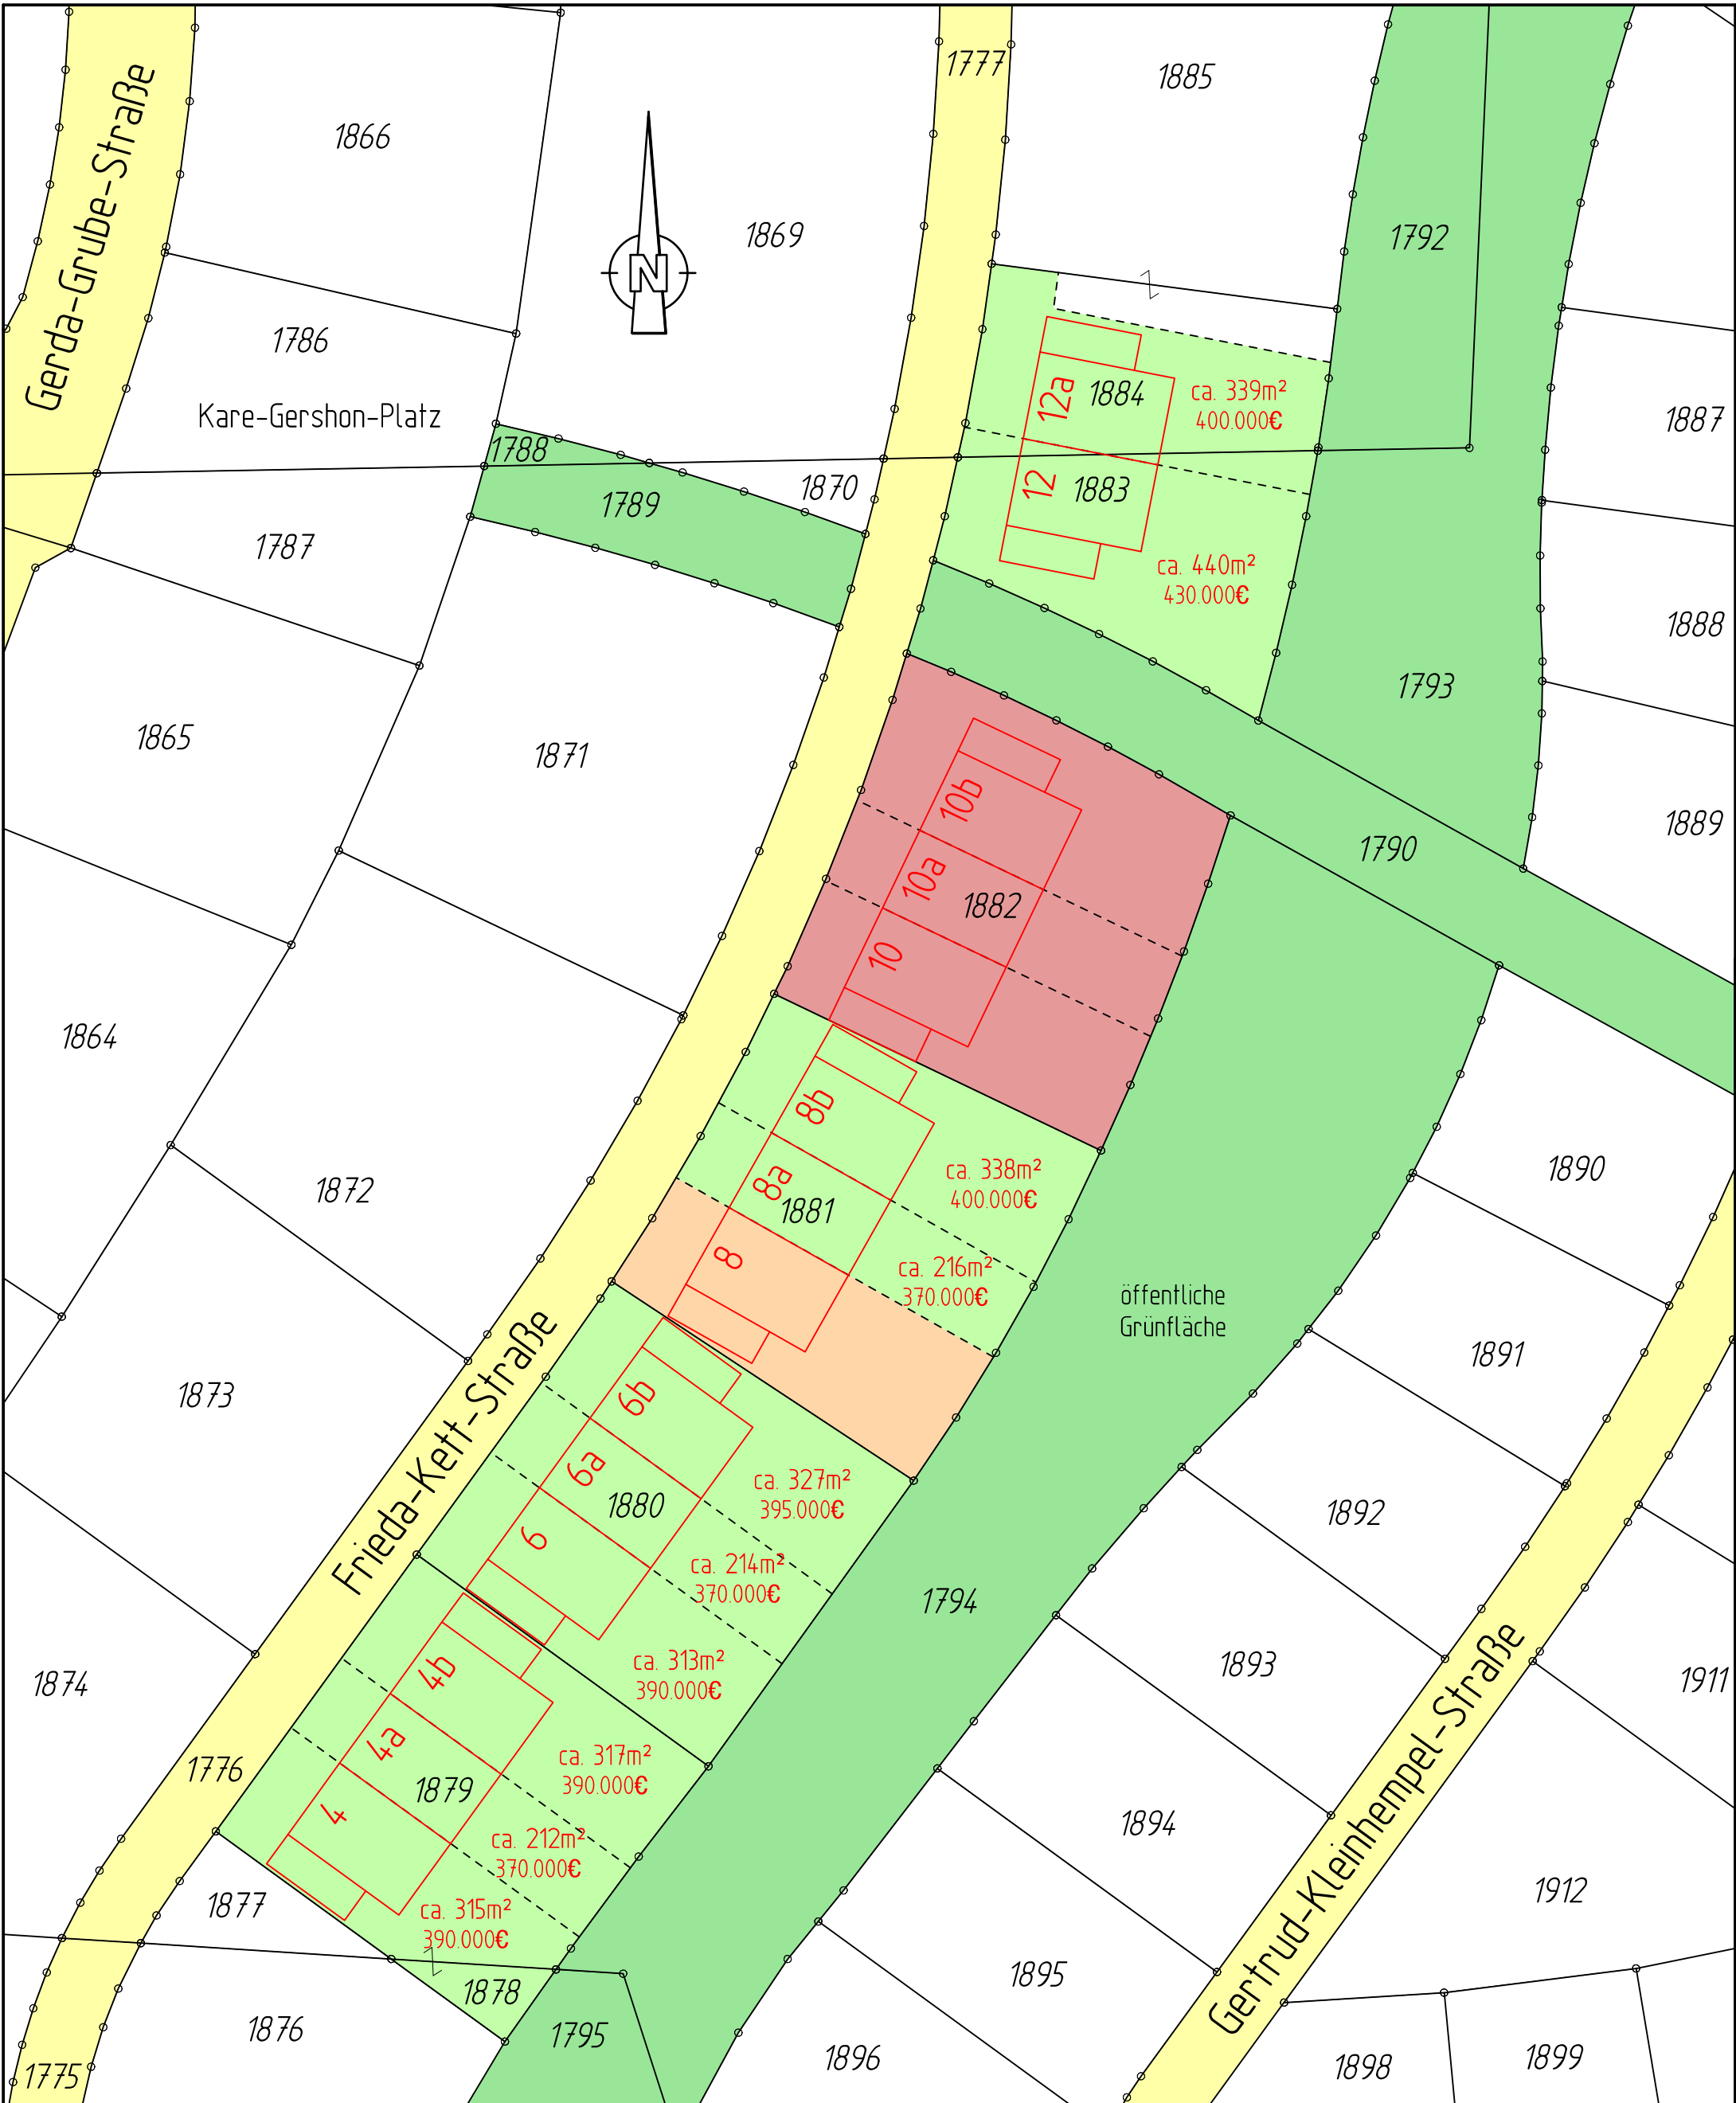 1777
1885
Gerda-Grube-Straße
1866
1869
1792
N
1786
Kare-Gershon-Platz
12a
1884
ca. 339m²
400.000€
1887
1788
1789
1870
12
1883
1787
ca. 440m²
430.000€
1888
1793
1865
1871
10b
1889
1790
10a
1882
10
1864
8b
ca. 338m²
400.000€
1890
1872
8a
1881
8
ca. 216m²
370.000€
öffentliche
Grünfläche
1891
Frieda-Kett-Straße
1873
6b
6a
1880
6
ca. 327m²
395.000€
1892
ca. 214m²
370.000€
1794
ca. 313m²
390.000€
1893
1874
4b
1911
1776
4a
1879
4
ca. 317m²
390.000€
1894
ca. 212m²
370.000€
Gertrud-Kleinhempel-Straße
1877
ca. 315m²
390.000€
1912
1878
1895
1876
1795
1775
1896
1898
1899